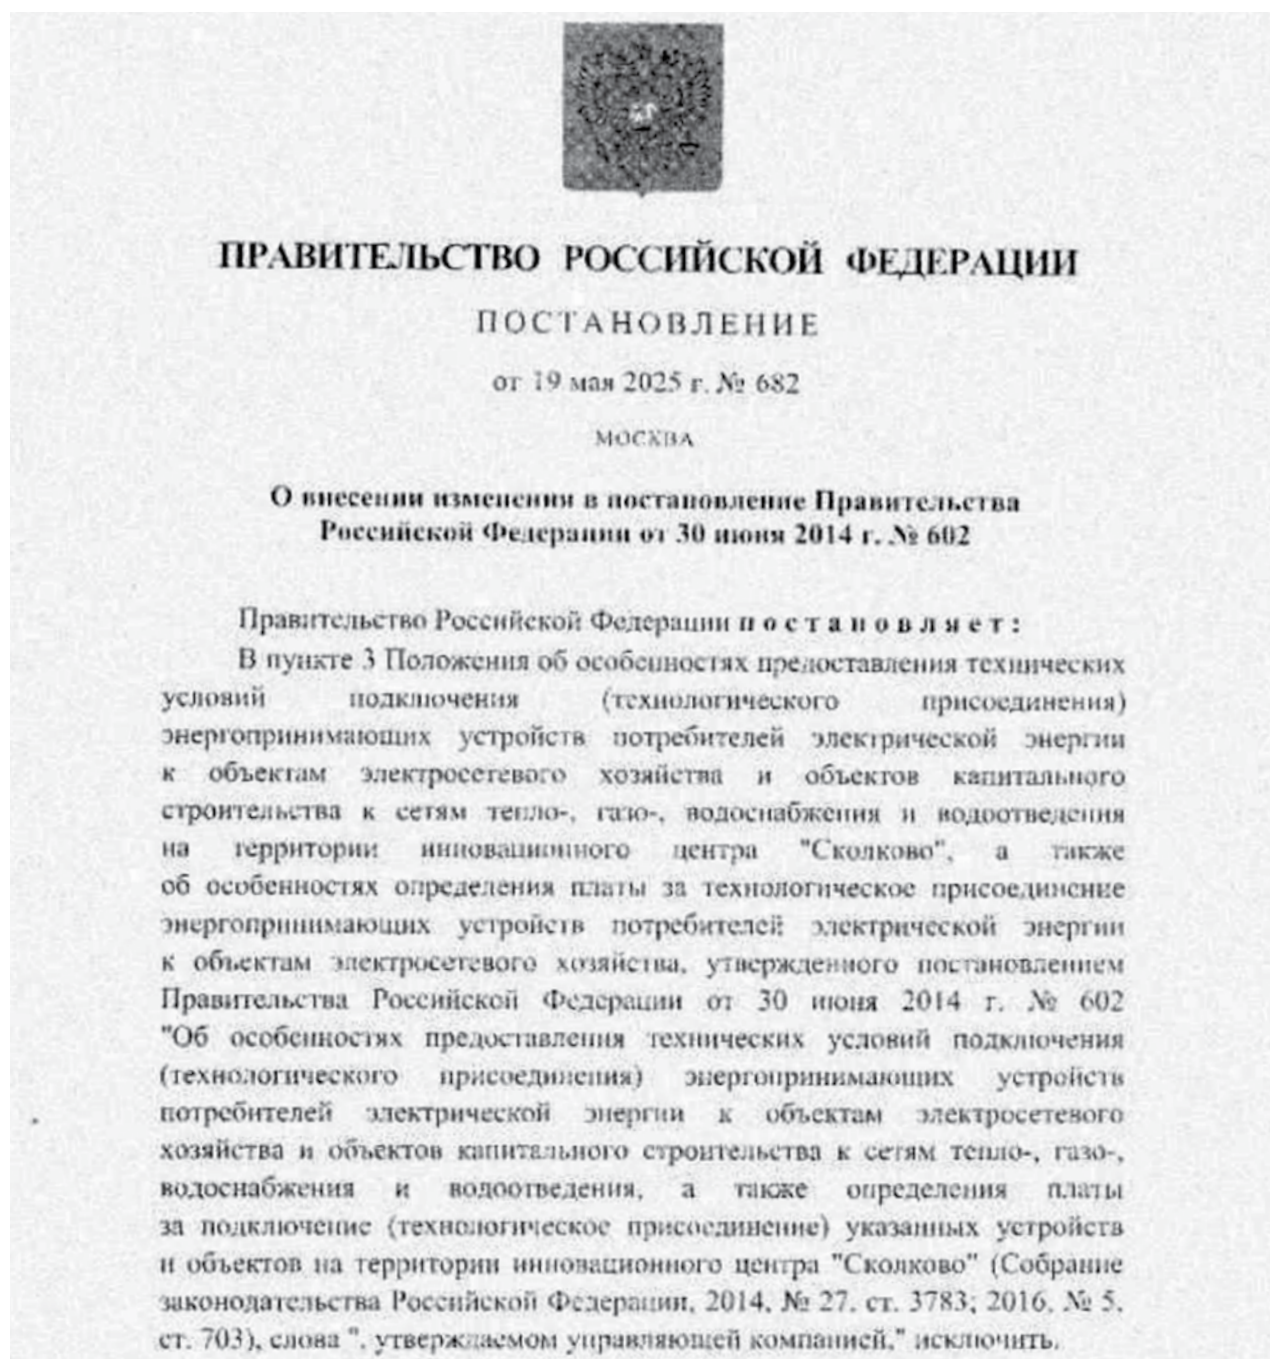 ПРАВИТЕЛЬСТВО РОССИЙСКОЙ ФЕДЕРАЦИИ
ПОСТАНОВЛЕНИЕ
от 19 мая 2025 г. № 682
МОСКВА
О внесении изменения в постановление Правительства
Российской Федерации от 30 июня 2014 г. № 602
Правительство Российской Федерации постановляет:
В пункте 3 Положения об особенностях предоставления технических
условий подключения (технологического присоединения)
энергопринимающих устройств потребителей электрической энергии
к объектам электросетевого хозяйства и объектов капитального
строительства к сетям тепло-, газо-, водоснабжения и водоотведения
на территории инновационного центра "Сколково", а также
об особенностях определения платы за технологическое присоединение
энергопринимающих устройств потребителей электрической энергии
к объектам электросетевого хозяйства, утвержденного постановлением
Правительства Российской Федерации от 30 июня 2014 г. № 602
"Об особенностях предоставления технических условий подключения
(технологического присоединения) энергопринимающих устройств
потребителей электрической энергии к объектам электросетевого
хозяйства и объектов капитального строительства к сетям тепло-, газо-,
водоснабжения и водоотведения, а также определения платы
за подключение (технологическое присоединение) указанных устройств
и объектов на территории инновационного центра "Сколково" (Собрание
законодательства Российской Федерации, 2014, № 27, ст. 3783; 2016, № 5,
ст. 703), слова ", утверждаемом управляющей компанией," исключить.